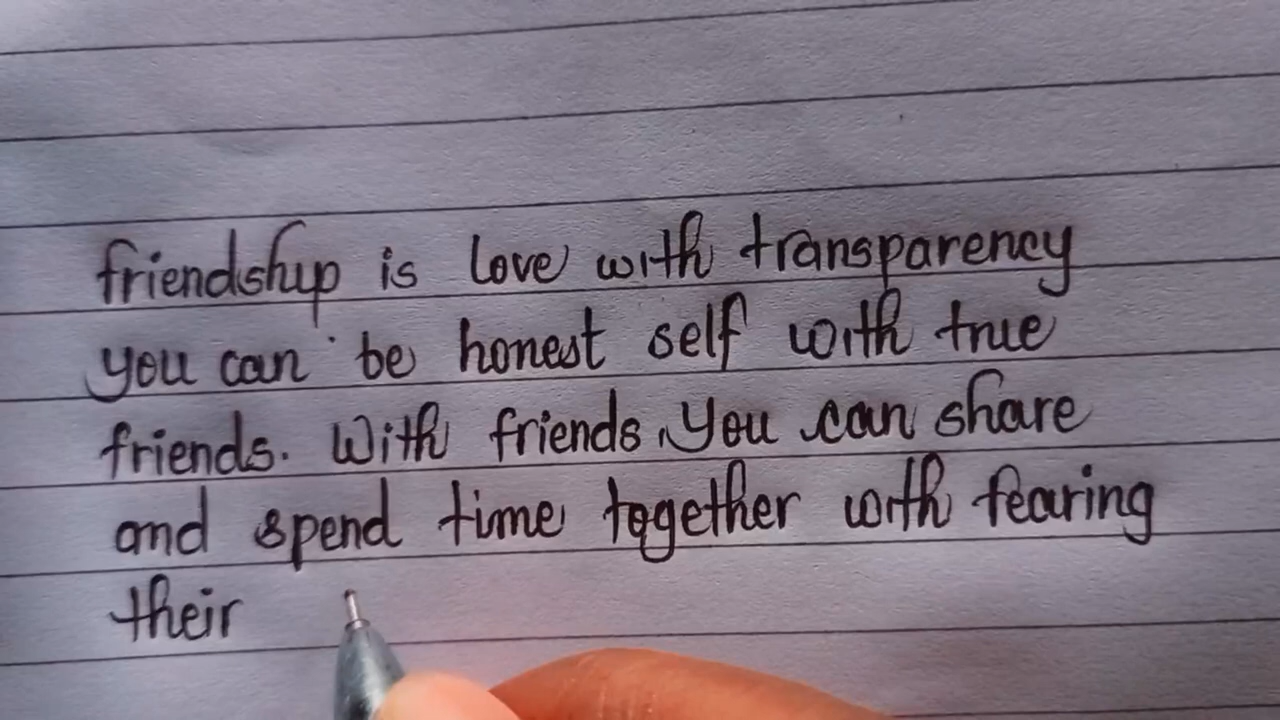 friendship is love with transparency
you can be honest self with true
friends. With friends you can share
and spend time together with fearing
their